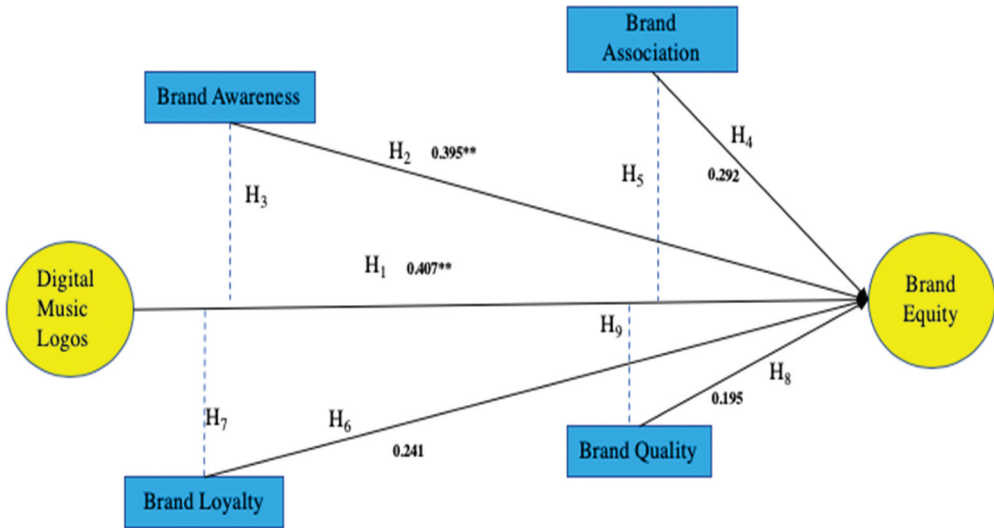 Brand
Association
Brand Awareness
H₂ 0.395**
H₄
0.292
H₃
H₅
H₁ 0.407**
Digital
Music
Logos
Brand
Equity
H₉
H₈
0.195
H₇
H₆
0.241
Brand Quality
Brand Loyalty